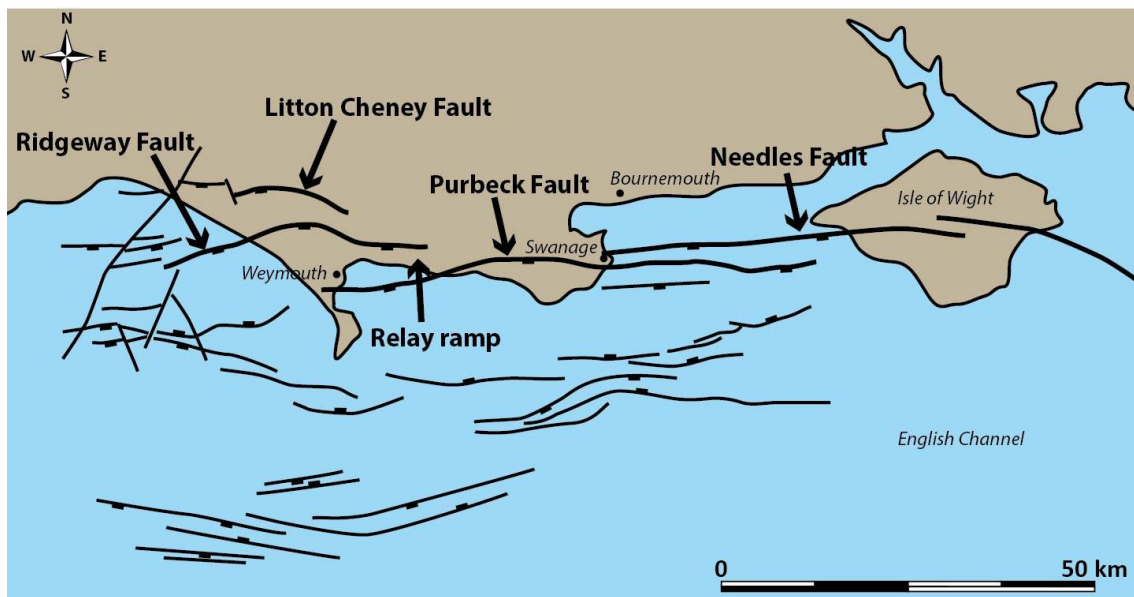 N
W E
S
Litton Cheney Fault
Ridgeway Fault
Needles Fault
Purbeck Fault
Bournemouth
Isle of Wight
Swanage
Weymouth
Relay ramp
English Channel
0 50 km